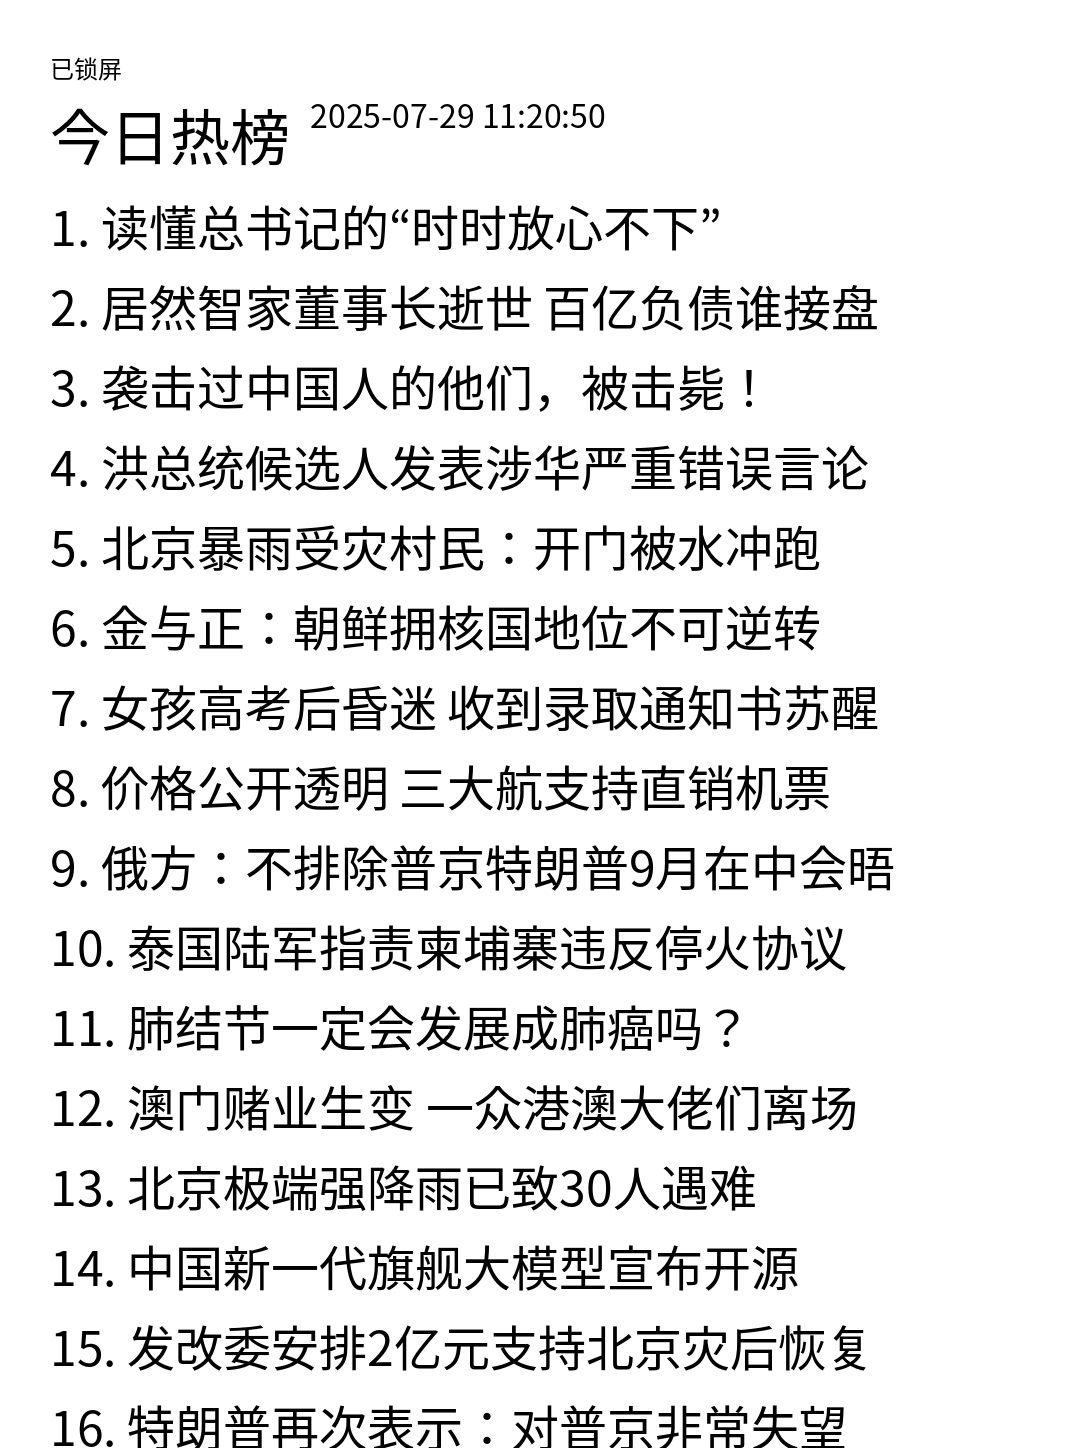 已锁屏
今日热榜 2025-07-29 11:20:50
1. 读懂总书记的“时时放心不下”
2. 居然智家董事长逝世 百亿负债谁接盘
3. 袭击过中国人的他们，被击毙！
4. 洪总统候选人发表涉华严重错误言论
5. 北京暴雨受灾村民：开门被水冲跑
6. 金与正：朝鲜拥核国地位不可逆转
7. 女孩高考后昏迷 收到录取通知书苏醒
8. 价格公开透明 三大航支持直销机票
9. 俄方：不排除普京特朗普9月在中会晤
10. 泰国陆军指责柬埔寨违反停火协议
11. 肺结节一定会发展成肺癌吗？
12. 澳门赌业生变 一众港澳大佬们离场
13. 北京极端强降雨已致30人遇难
14. 中国新一代旗舰大模型宣布开源
15. 发改委安排2亿元支持北京灾后恢复
16. 特朗普再次表示：对普京非常失望